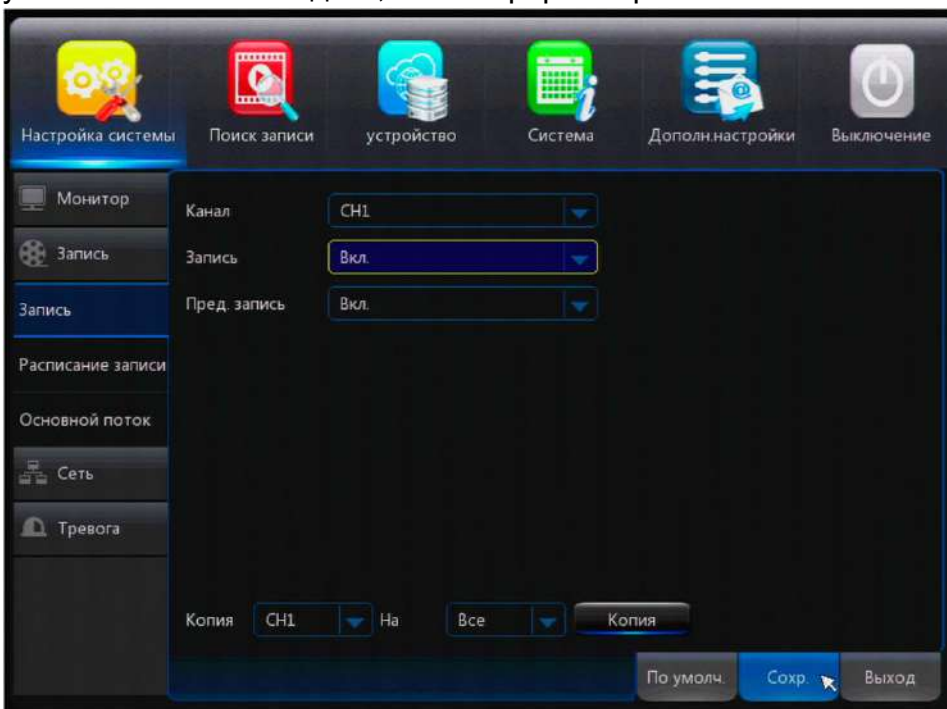 Настройка системы
Поиск записи
устройство
Система
Дополн.настройки
Выключение
Монитор
Запись
Запись
Расписание записи
Основной поток
Сеть
Тревога
Канал CH1
Запись Вкл.
Пред. запись Вкл.
Копия CH1 На Все Копия
По умолч. Сохр. Выход